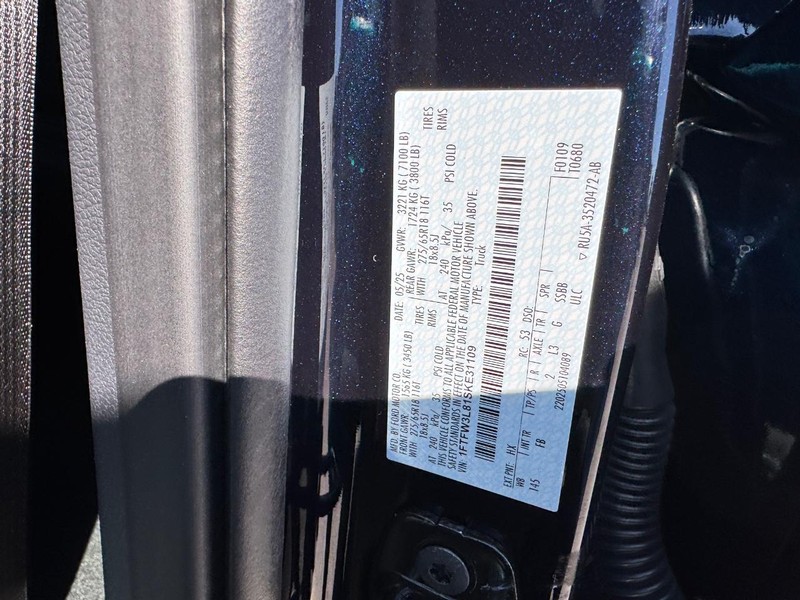 MFD. BY FORD MOTOR CO.
DATE: 05/25 GVWR: 3221 KG ( 7100 LB)
FRONT GAWR: 1565 KG ( 3450 LB) REAR GAWR: 1724 KG ( 3800 LB)
WITH 275/65R18 116T TIRES WITH 275/65R18 116T TIRES
18x8.5J RIMS 18x8.5J RIMS
AT 240 kPa/ 35 PSI COLD AT 240 kPa/ 35 PSI COLD
THIS VEHICLE CONFORMS TO ALL APPLICABLE FEDERAL MOTOR VEHICLE
SAFETY STANDARDS IN EFFECT ON THE DATE OF MANUFACTURE SHOWN ABOVE.
VIN: 1FTFW3L81SKE31109 TYPE: Truck
F0109
T0680
EXT PNT: HX RC: 53 DSO:
WB INT TR TP/PS R AXLE TR SPR
145 FB 2 L3 G SSBB
2202505104089 ULC ▽ RU5A-3520472-AB